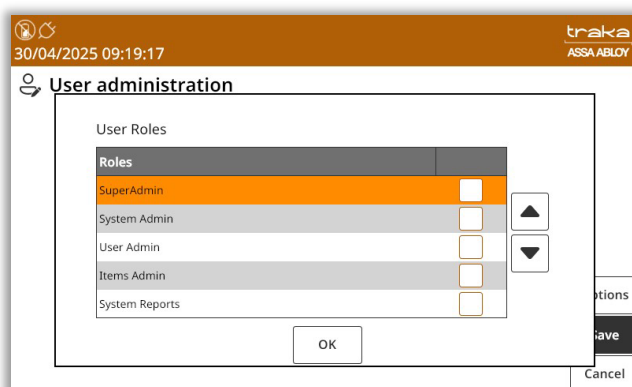 traka
30/04/2025 09:19:17
ASSA ABLOY
User administration
User Roles
Roles
SuperAdmin
System Admin
User Admin
Items Admin
System Reports
OK
ptions
Save
Cancel